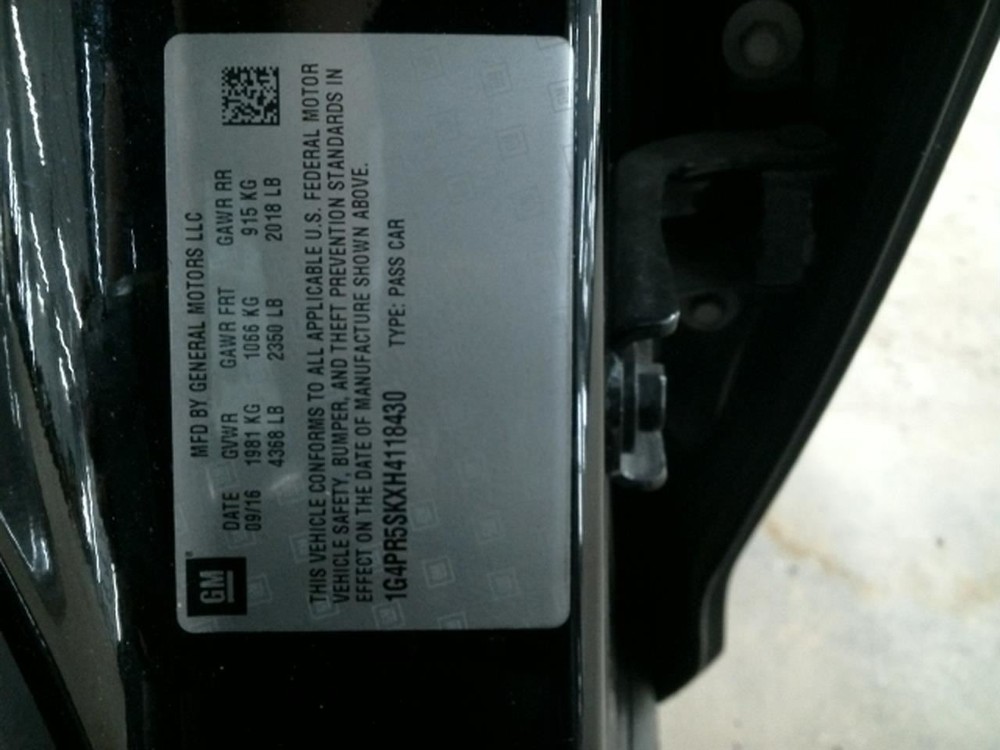 GM
MFD BY GENERAL MOTORS LLC
DATE GVWR GAWR FRT GAWR RR
09/16 1981 KG 1066 KG 915 KG
4368 LB 2350 LB 2018 LB
THIS VEHICLE CONFORMS TO ALL APPLICABLE U.S. FEDERAL MOTOR
VEHICLE SAFETY, BUMPER, AND THEFT PREVENTION STANDARDS IN
EFFECT ON THE DATE OF MANUFACTURE SHOWN ABOVE.
1G4PR5SKXH4118430 TYPE: PASS CAR